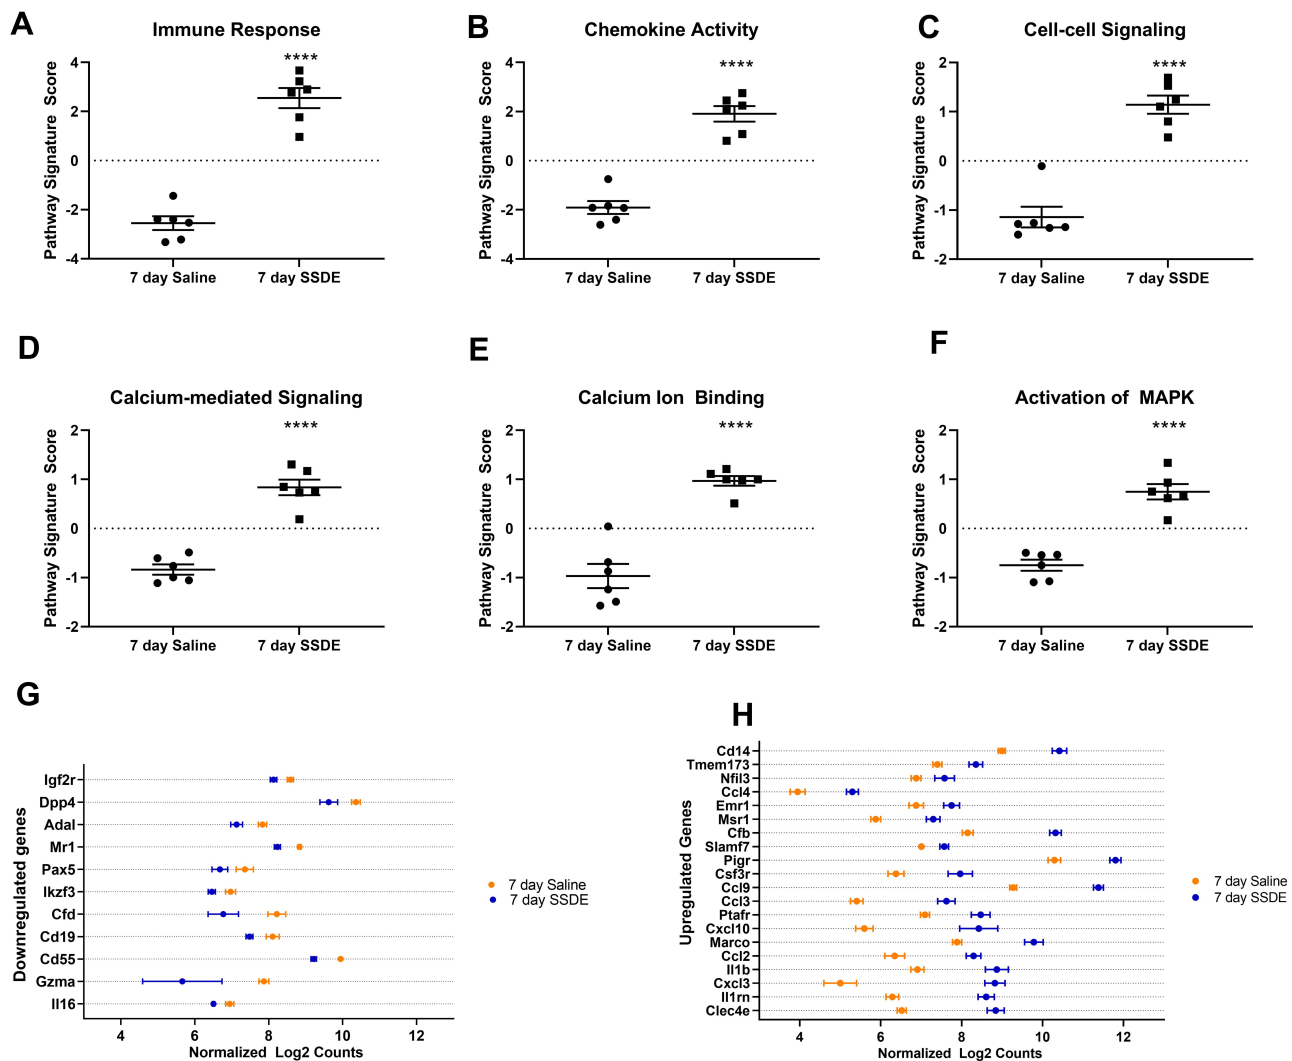 A
Immune Response
****
Pathway Signature Score
4
2
0
-2
-4
7 day Saline
7 day SSDE
B
Chemokine Activity
****
Pathway Signature Score
4
2
0
-2
-4
7 day Saline
7 day SSDE
C
Cell-cell Signaling
****
Pathway Signature Score
2
1
0
-1
-2
7 day Saline
7 day SSDE
D
Calcium-mediated Signaling
****
Pathway Signature Score
2
1
0
-1
-2
7 day Saline
7 day SSDE
E
Calcium Ion Binding
****
Pathway Signature Score
2
1
0
-1
-2
7 day Saline
7 day SSDE
F
Activation of MAPK
****
Pathway Signature Score
2
1
0
-1
-2
7 day Saline
7 day SSDE
G
Downregulated genes
Igf2r
Dpp4
Adal
Mr1
Pax5
Ikzf3
Cfd
Cd19
Cd55
Gzma
Il16
4 6 8 10 12
Normalized Log2 Counts
7 day Saline
7 day SSDE
H
Upregulated Genes
Cd14
Tmem173
Nfil3
Ccl4
Emr1
Msr1
Cfb
Slamf7
Pigr
Csf3r
Ccl9
Ccl3
Ptafr
Cxcl10
Marco
Ccl2
Il1b
Cxcl3
Il1rn
Clec4e
4 6 8 10 12
Normalized Log2 Counts
7 day Saline
7 day SSDE